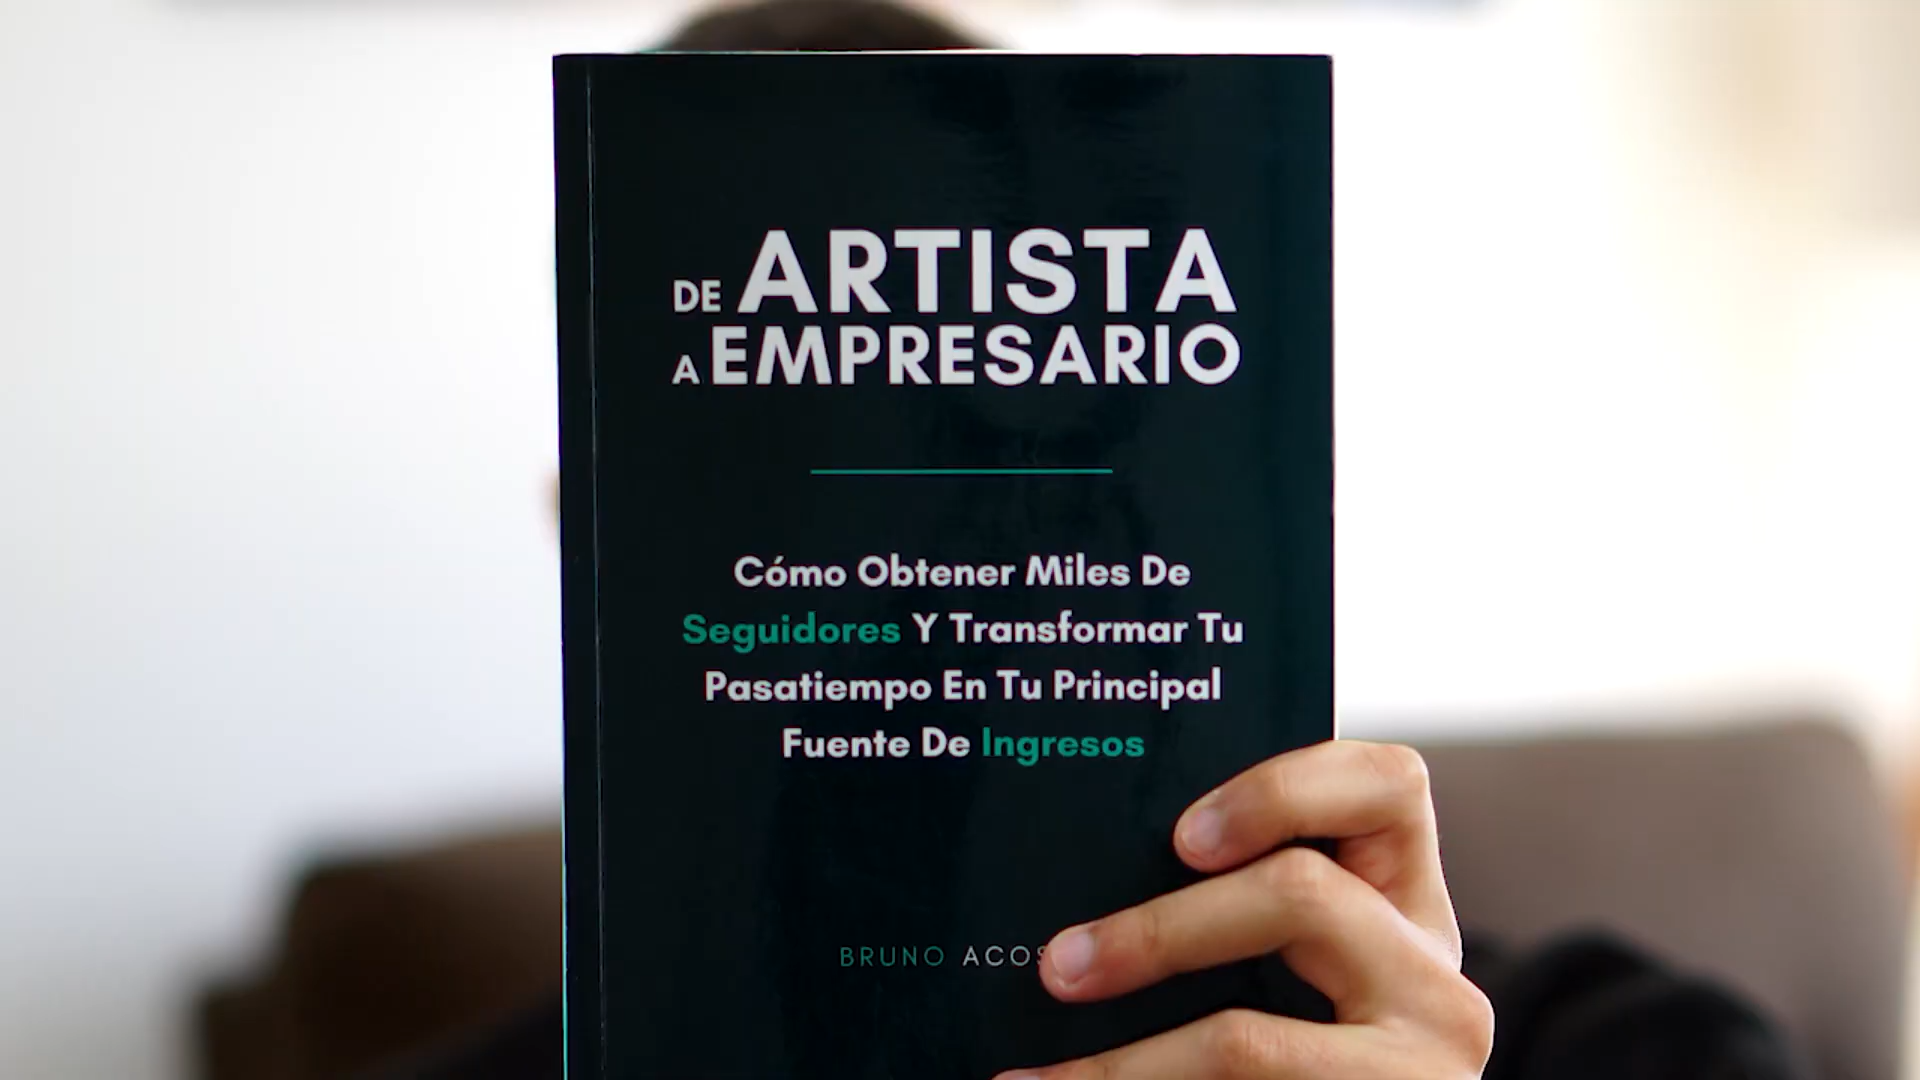 DE ARTISTA
A EMPRESARIO
Cómo Obtener Miles De
Seguidores Y Transformar Tu
Pasatiempo En Tu Principal
Fuente De Ingresos
BRUNO